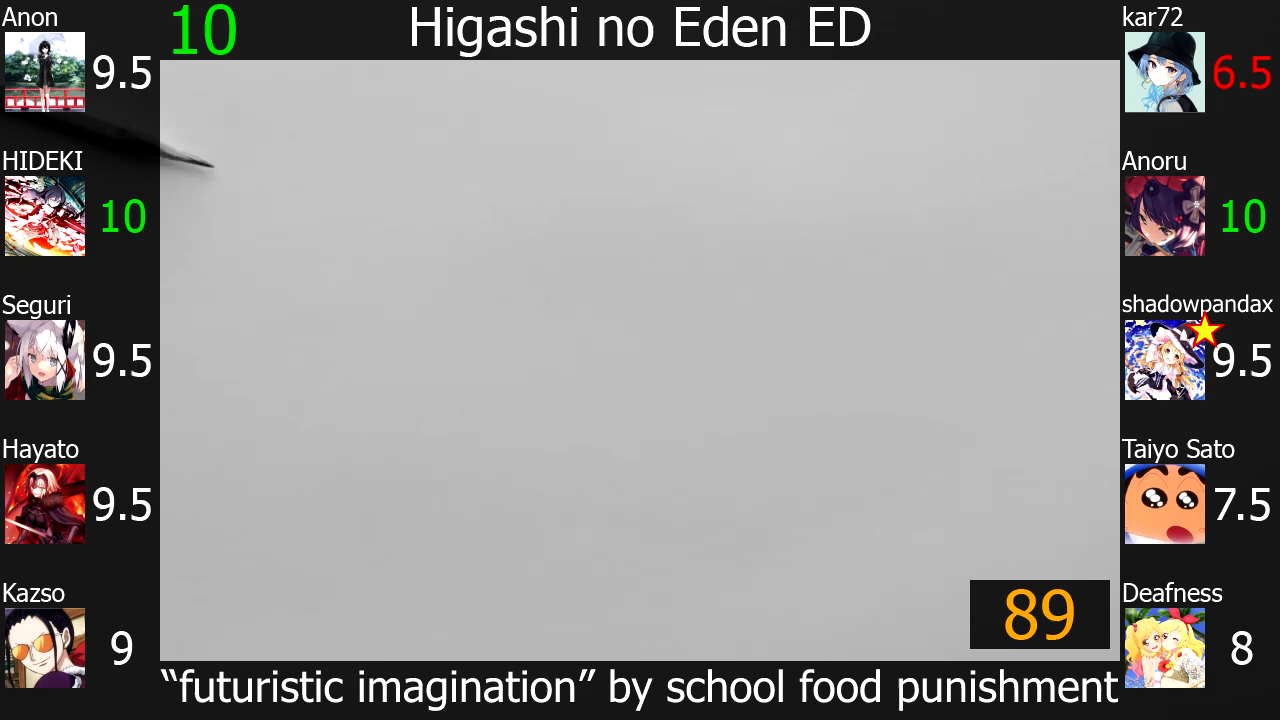 Anon
9.5
10
Higashi no Eden ED
kar72
6.5
HIDEKI
10
Anoru
10
Seguri
9.5
shadowpandax
9.5
Hayato
9.5
Taiyo Sato
7.5
Kazso
9
89
Deafness
8
“futuristic imagination” by school food punishment